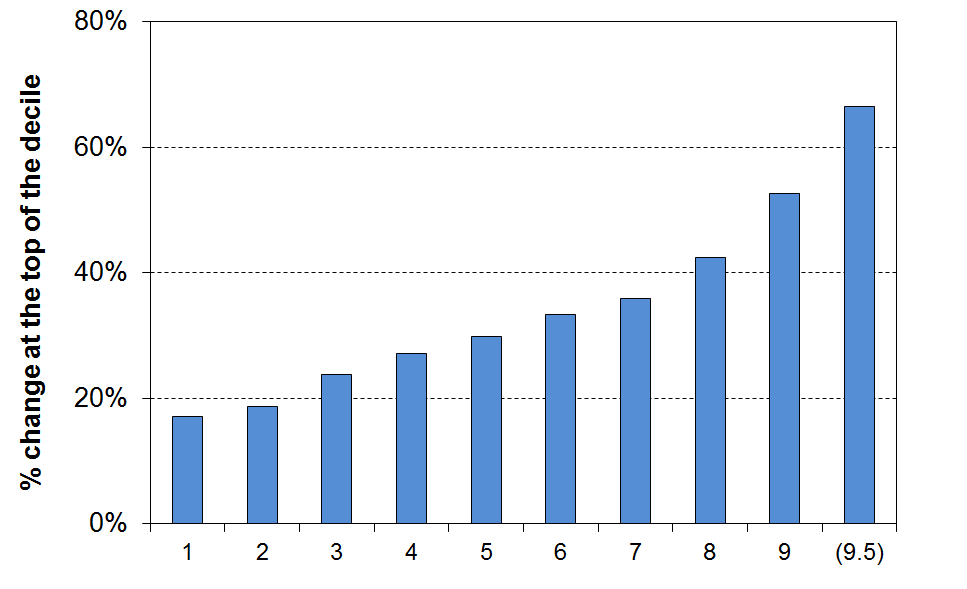 % change at the top of the decile
80%
60%
40%
20%
0%
1 2 3 4 5 6 7 8 9 (9.5)